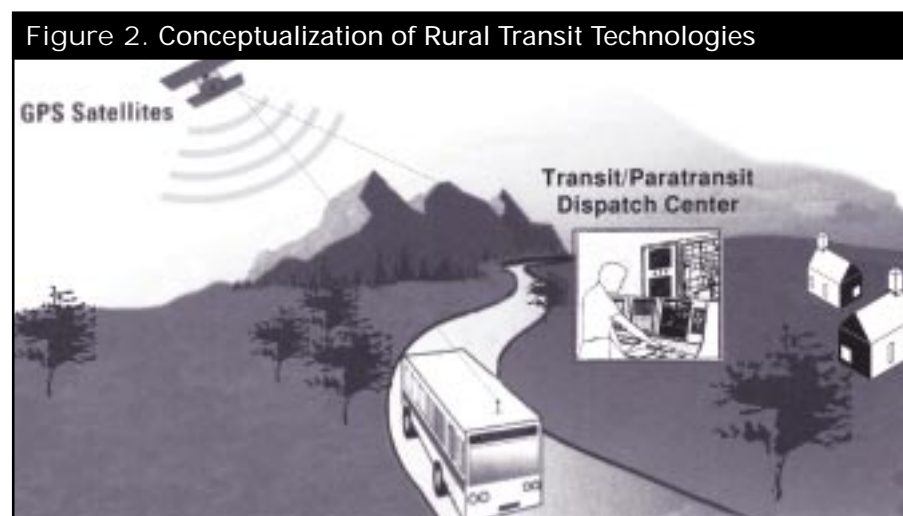 Figure 2. Conceptualization of Rural Transit Technologies
GPS Satellites
Transit/Paratransit
Dispatch Center